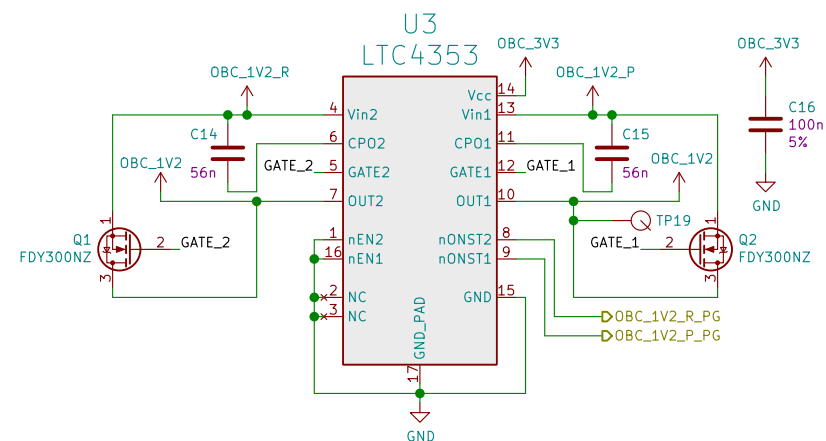 U3
LTC4353
OBC_3V3
OBC_3V3
OBC_1V2_R
OBC_1V2_P
14
Vcc
4
Vin2
Vin1
13
C16
100n
5%
C14
56n
6
CPO2
CPO1
11
C15
56n
OBC_1V2
GATE_2
5
GATE2
GATE1
12
GATE_1
OBC_1V2
7
OUT2
OUT1
10
GND
1
TP19
1
Q1
FDY300NZ
2
GATE_2
3
1
nEN2
nONST2
8
16
nEN1
nONST1
9
GATE_1
2
Q2
FDY300NZ
3
2
NC
GND
15
3
NC
GND_PAD
17
OBC_1V2_R_PG
OBC_1V2_P_PG
GND